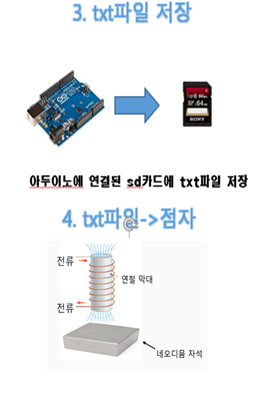 3. txt파일 저장
SONY
아두이노에 연결된 sd카드에 txt파일 저장
4. txt파일->점자
전류
연철 막대
전류
네오디뮴 자석